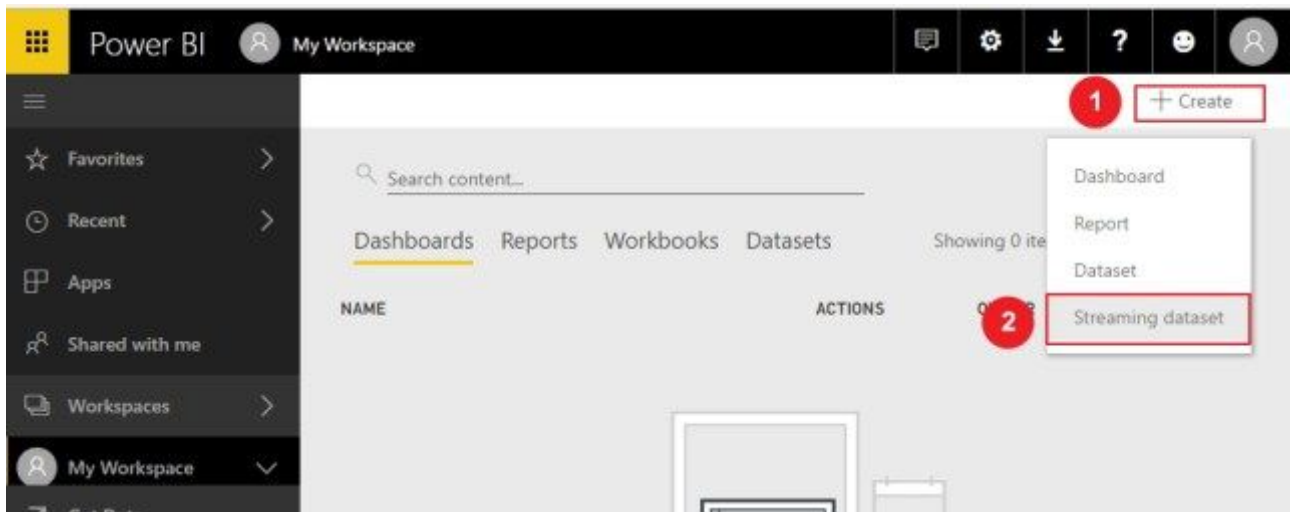 Power BI My Workspace ?
1 + Create
Favorites
Search content...
Dashboard
Recent
Report
Dashboards Reports Workbooks Datasets Showing 0 ite
Dataset
Apps
NAME ACTIONS
2 Streaming dataset
Shared with me
Workspaces
My Workspace